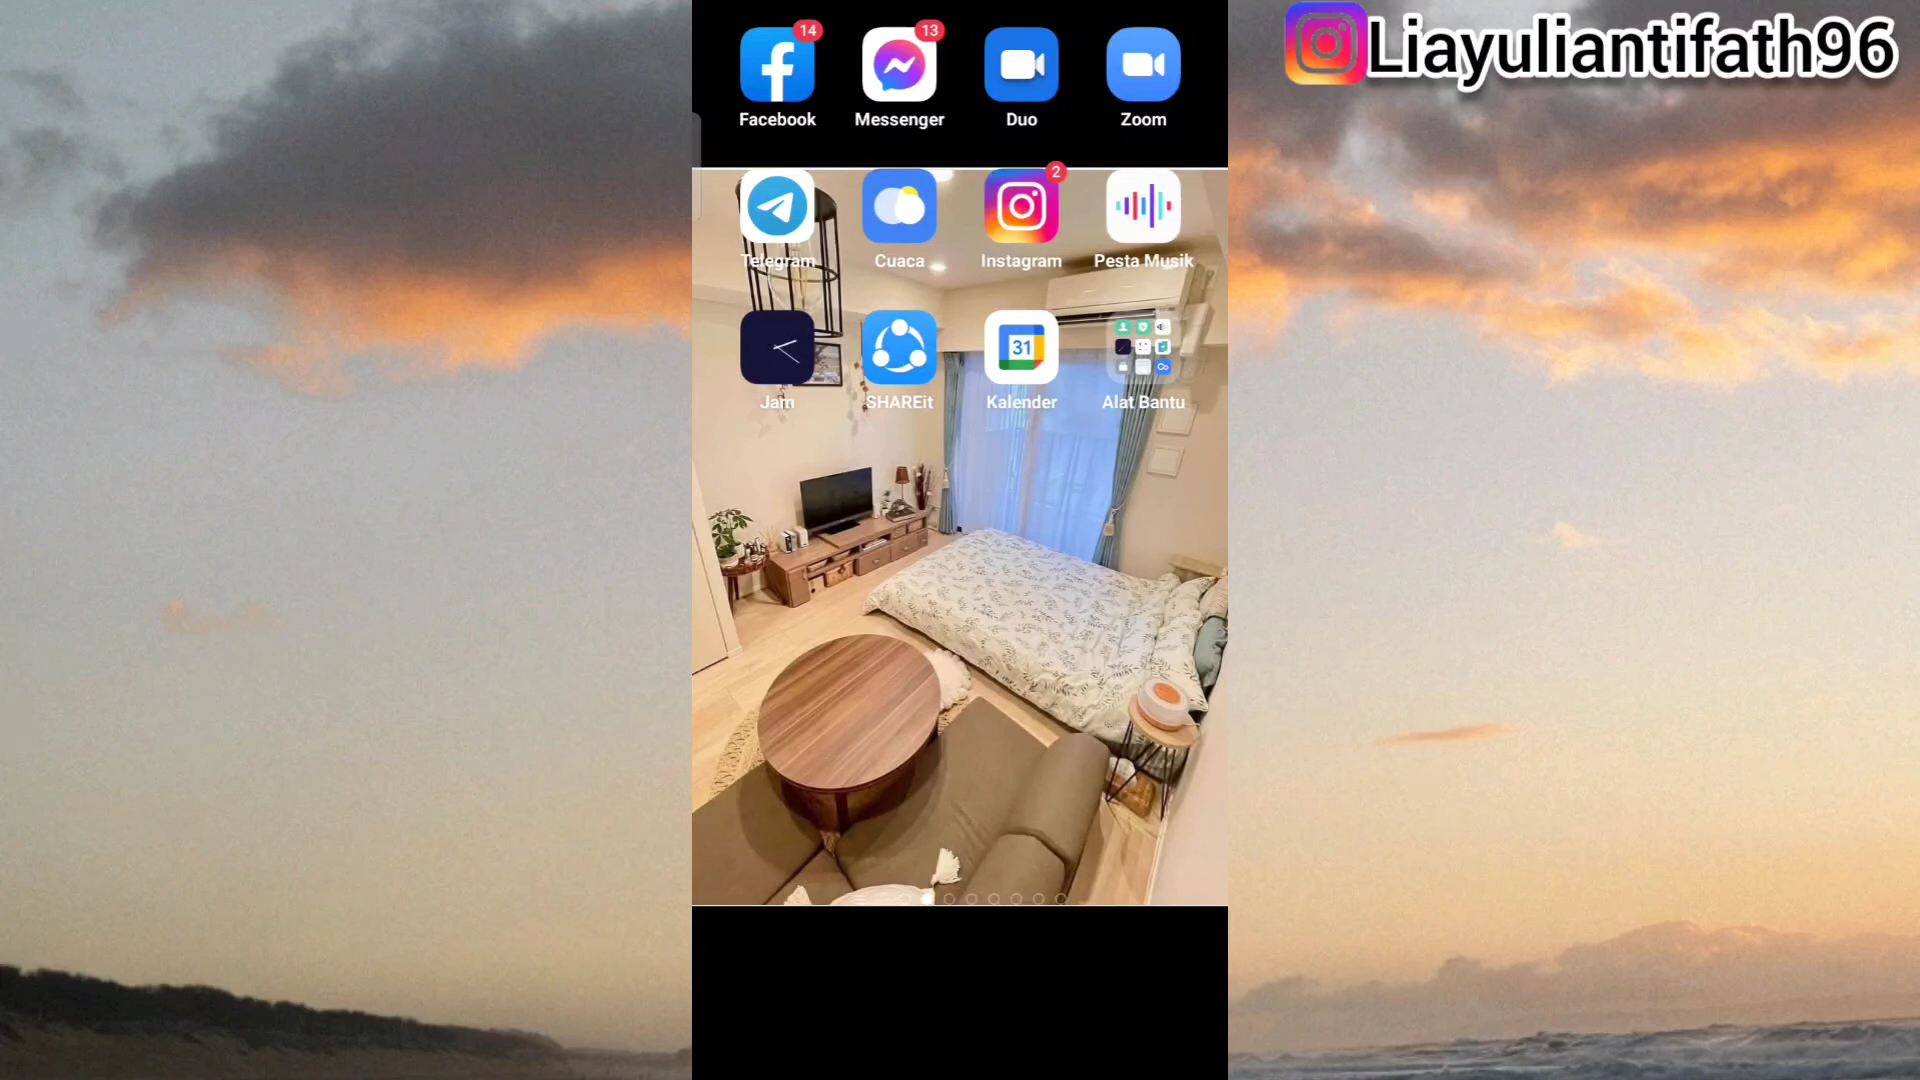 14
13
Liayuliantifath96
Facebook
Messenger
Duo
Zoom
2
Telegram
Cuaca
Instagram
Pesta Musik
31
Jam
SHAREit
Kalender
Alat Bantu